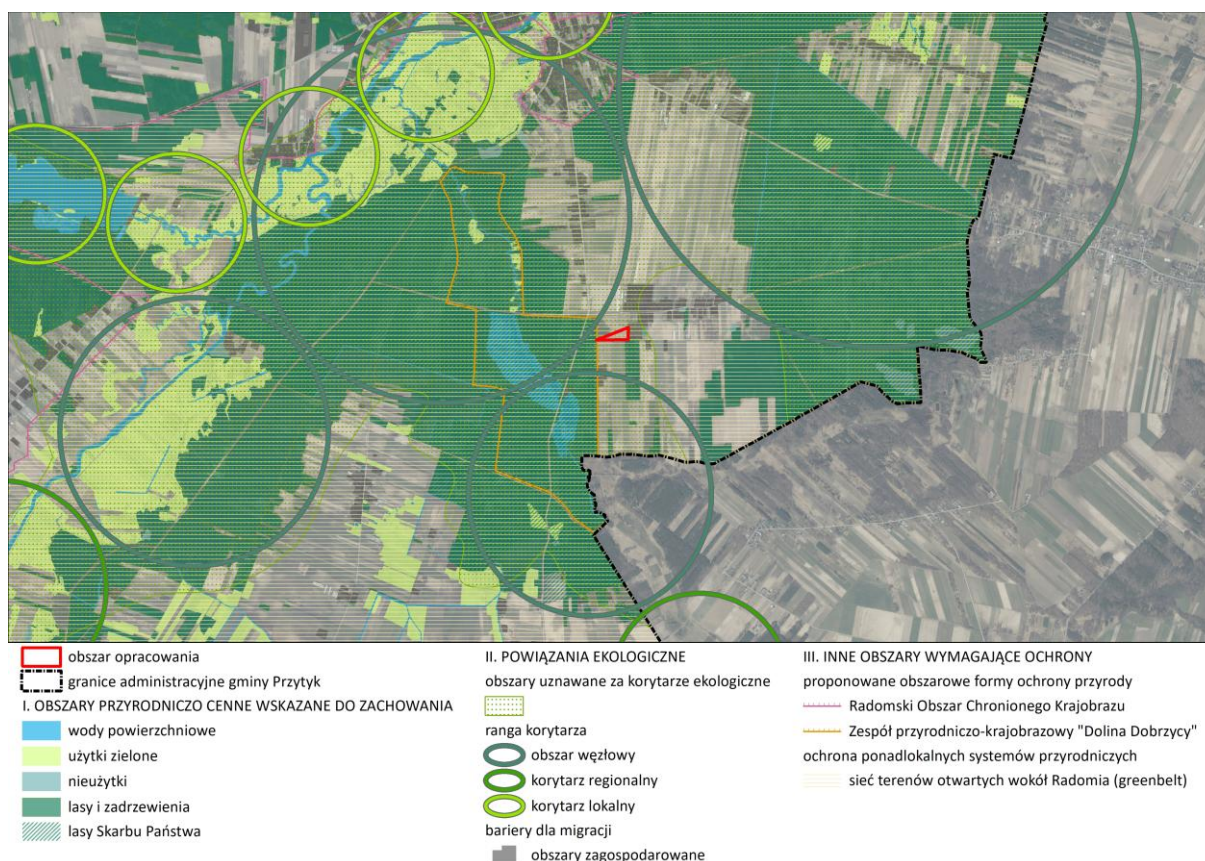 obszar opracowania
granice administracyjne gminy Przytyk
I. OBSZARY PRZYRODNICZO CENNE WSKAZANE DO ZACHOWANIA
wody powierzchniowe
użytki zielone
nieużytki
lasy i zadrzewienia
lasy Skarbu Państwa
II. POWIĄZANIA EKOLOGICZNE
obszary uznawane za korytarze ekologiczne
ranga korytarza
obszar węzłowy
korytarz regionalny
korytarz lokalny
bariery dla migracji
obszary zagospodarowane
III. INNE OBSZARY WYMAGAJĄCE OCHRONY
proponowane obszarowe formy ochrony przyrody
Radomski Obszar Chronionego Krajobrazu
Zespół przyrodniczo-krajobrazowy "Dolina Dobrzycy"
ochrona ponadlokalnych systemów przyrodniczych
sieć terenów otwartych wokół Radomia (greenbelt)